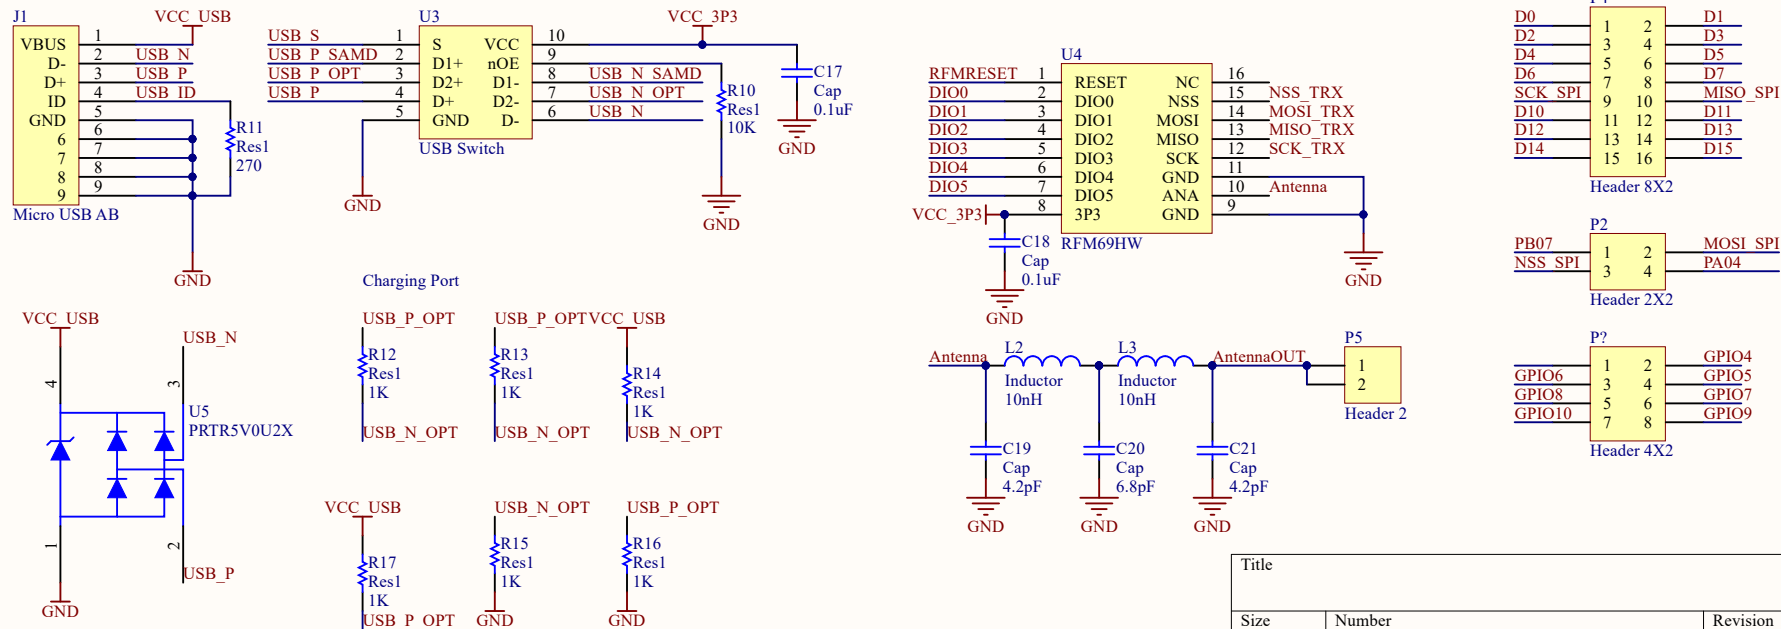 J1
VCC_USB
VBUS 1
D- 2 USB_N
D+ 3 USB_P
ID 4 USB_ID
GND 5
6 6
7 7
8 8
9 9
Micro USB AB
R11
Res1
270
GND
U3
VCC_3P3
USB_S 1 S VCC 10
USB_P_SAMD 2 D1+ nOE 9
USB_P_OPT 3 D2+ D1- 8 USB_N_SAMD
USB_P 4 D+ D2- 7 USB_N_OPT
5 GND D- 6 USB_N
USB Switch
GND
R10
Res1
10K
GND
C17
Cap
0.1uF
GND
U4
RFMRESET 1 RESET NC 16
DIO0 2 DIO0 NSS 15 NSS_TRX
DIO1 3 DIO1 MOSI 14 MOSI_TRX
DIO2 4 DIO2 MISO 13 MISO_TRX
DIO3 5 DIO3 SCK 12 SCK_TRX
DIO4 6 DIO4 GND 11
DIO5 7 DIO5 ANA 10 Antenna
VCC_3P3 8 3P3 GND 9
RFM69HW
C18
Cap
0.1uF
GND
GND
D0 1 2 D1
D2 3 4 D3
D4 5 6 D5
D6 7 8 D7
SCK_SPI 9 10 MISO_SPI
D10 11 12 D11
D12 13 14 D13
D14 15 16 D15
Header 8X2
P2
PB07 1 2 MOSI_SPI
NSS_SPI 3 4 PA04
Header 2X2
P?
1 2 GPIO4
GPIO6 3 4 GPIO5
GPIO8 5 6 GPIO7
GPIO10 7 8 GPIO9
Header 4X2
VCC_USB
USB_N
4
3
U5
PRTR5V0U2X
1
2
USB_P
GND
Charging Port
USB_P_OPT
R12
Res1
1K
USB_N_OPT
USB_P_OPT
R13
Res1
1K
USB_N_OPT
VCC_USB
R14
Res1
1K
USB_N_OPT
VCC_USB
R17
Res1
1K
USB_P_OPT
USB_N_OPT
R15
Res1
1K
GND
USB_P_OPT
R16
Res1
1K
GND
Antenna
L2
Inductor
10nH
L3
Inductor
10nH
AntennaOUT
P5
1
2
Header 2
C19
Cap
4.2pF
GND
C20
Cap
6.8pF
GND
C21
Cap
4.2pF
GND
Title
Size Number Revision